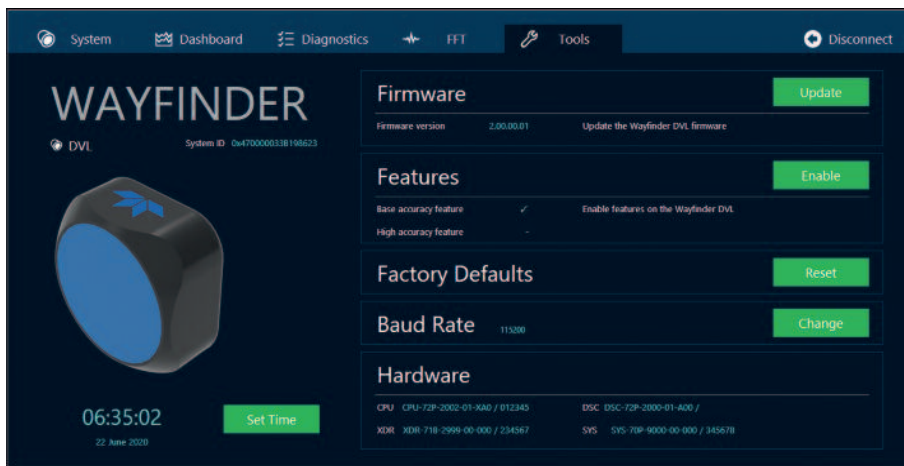 System Dashboard Diagnostics FFT Tools Disconnect
WAYFINDER
DVL System ID 0x470000033B198623
06:35:02
22 June 2020
Set Time
Firmware Update
Firmware version 2.00.00.01 Update the Wayfinder DVL firmware
Features Enable
Base accuracy feature ✓ Enable features on the Wayfinder DVL
High accuracy feature -
Factory Defaults Reset
Baud Rate 115200 Change
Hardware
CPU CPU-72P-2002-01-XA0 / 012345 DSC DSC-72P-2000-01-A00 /
XDR XDR-71B-2999-00-000 / 234567 SYS SYS-70P-9000-00-000 / 345678